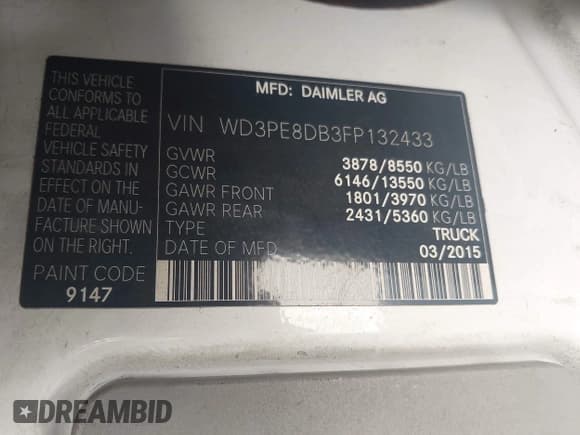 THIS VEHICLE
CONFORMS TO
ALL APPLICABLE
FEDERAL
VEHICLE SAFETY
STANDARDS IN
EFFECT ON THE
DATE OF MANU-
FACTURE SHOWN
ON THE RIGHT.
PAINT CODE
9147
MFD: DAIMLER AG
VIN WD3PE8DB3FP132433
GVWR 3878/8550 KG/LB
GCWR 6146/13550 KG/LB
GAWR FRONT 1801/3970 KG/LB
GAWR REAR 2431/5360 KG/LB
TYPE TRUCK
DATE OF MFD 03/2015
DREAMBID